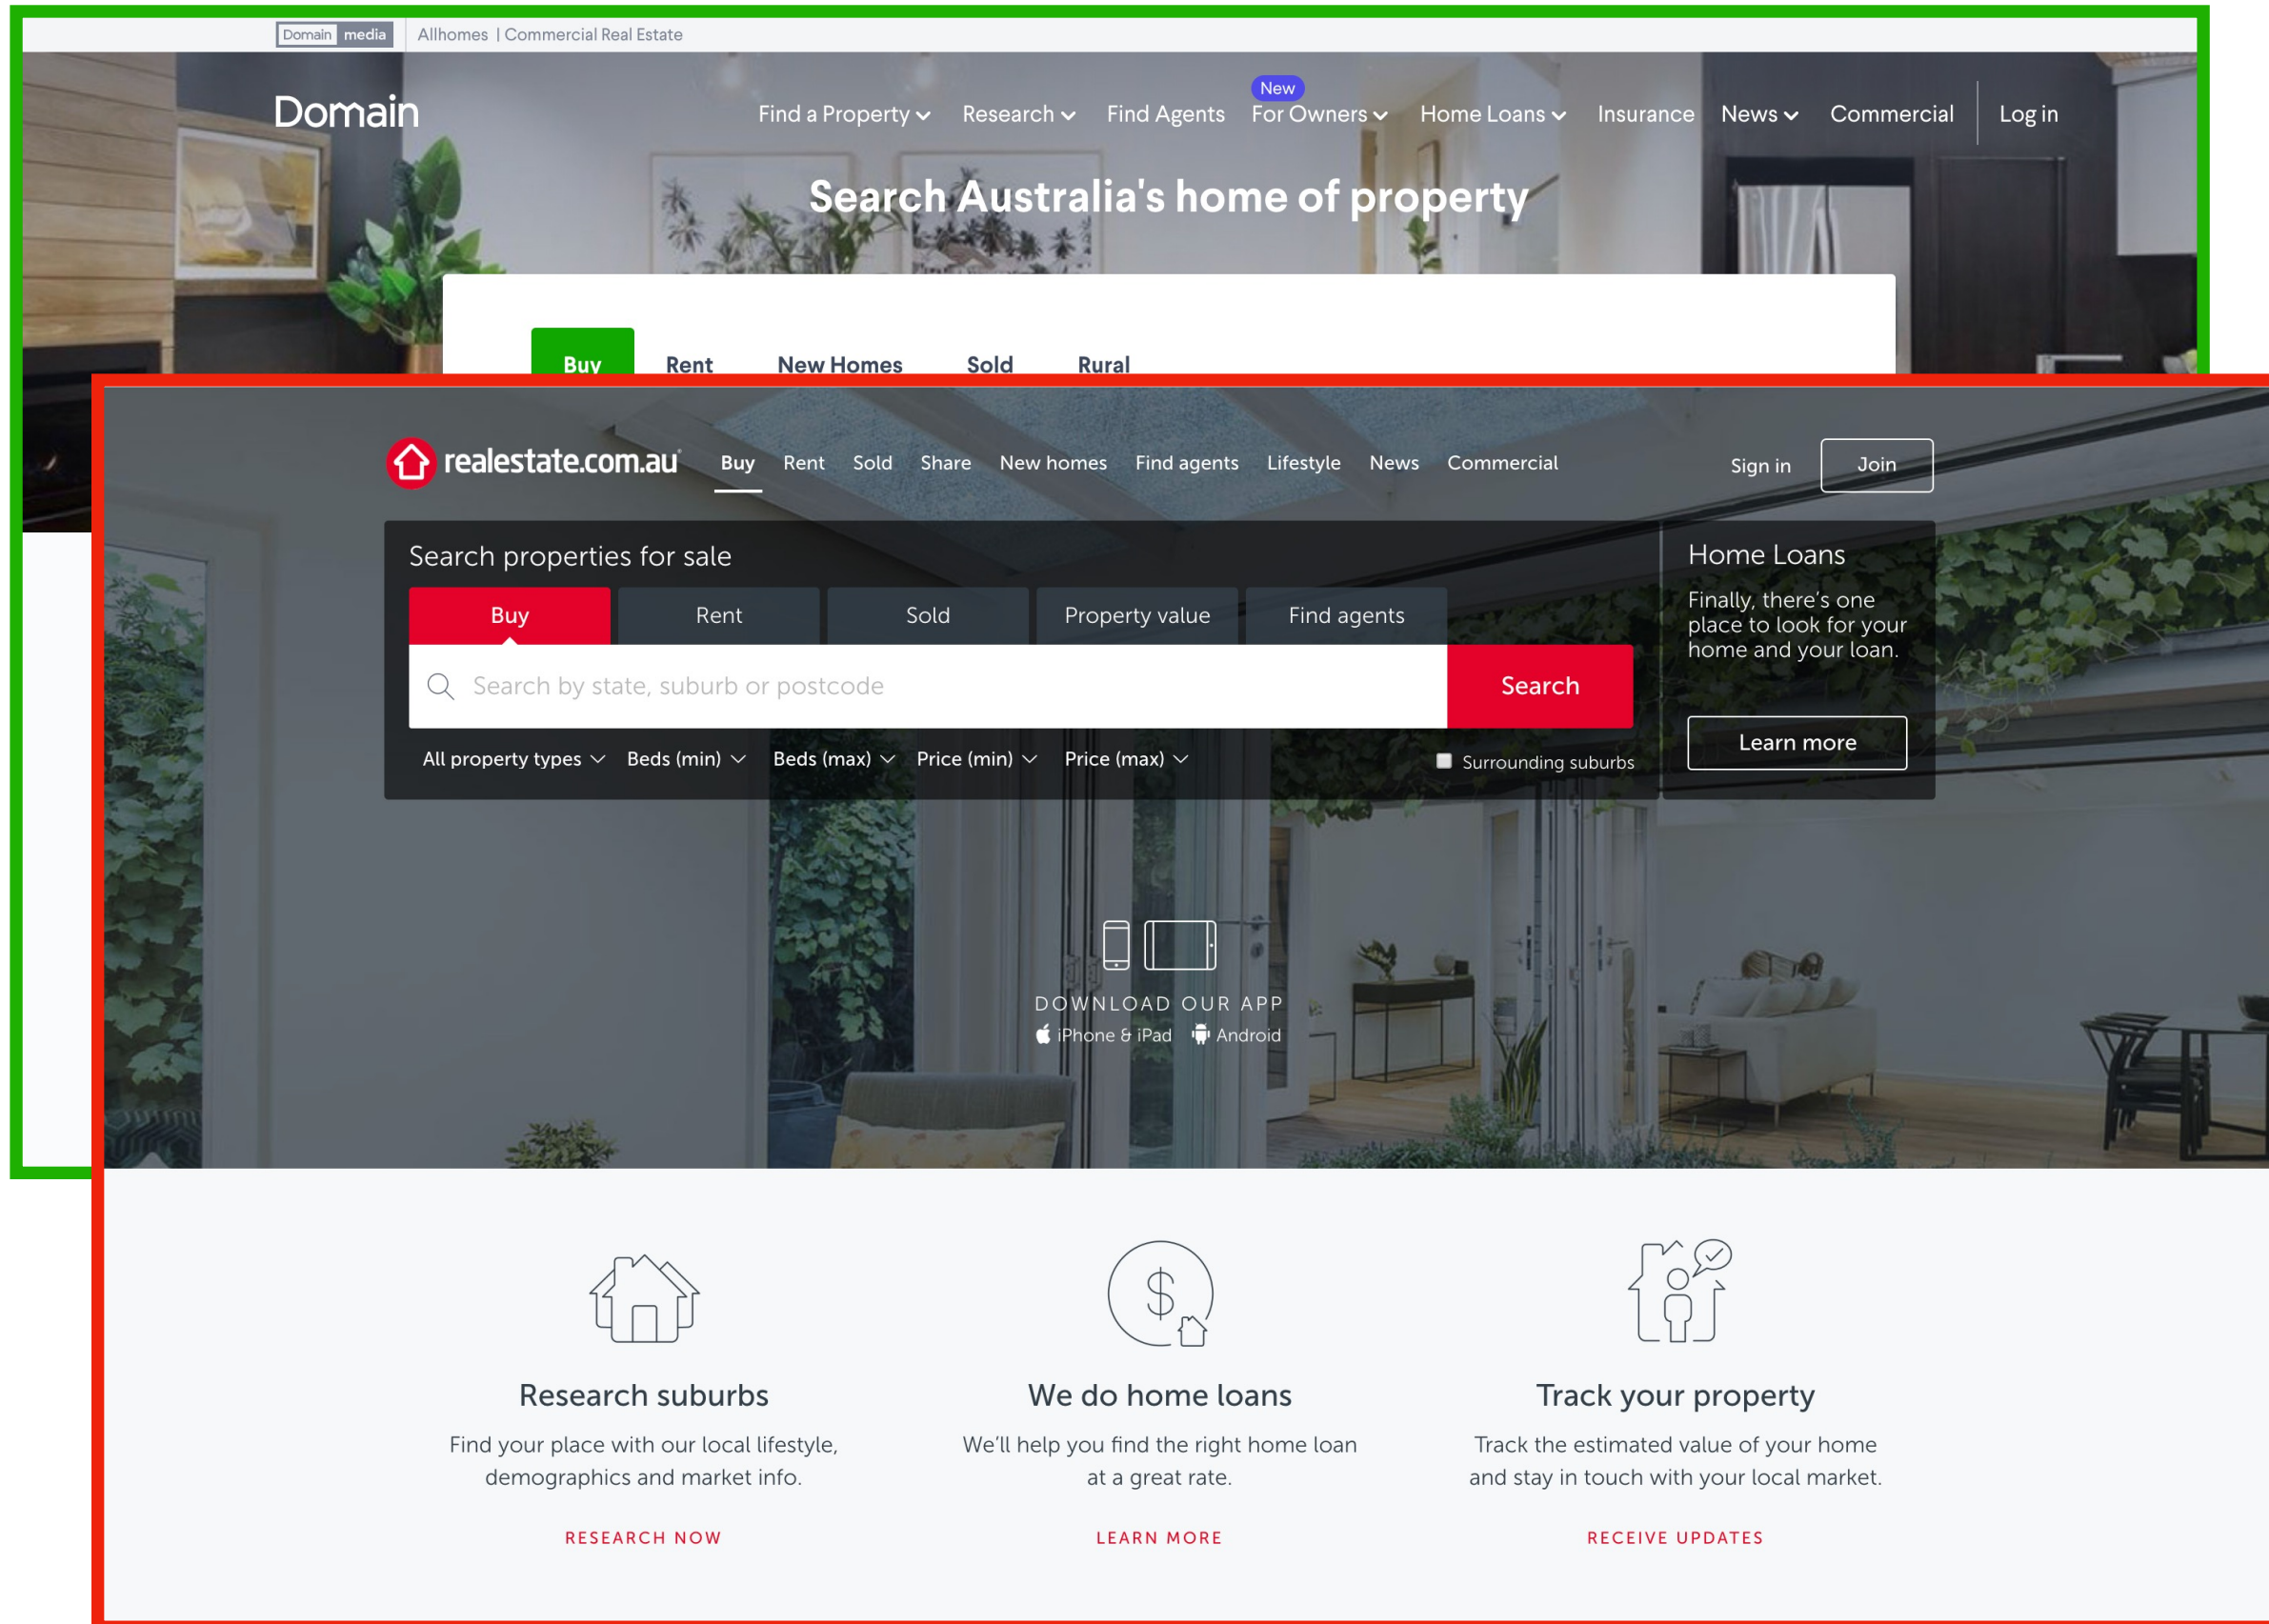 Domain media Allhomes | Commercial Real Estate
Domain Find a Property Research Find Agents For Owners Home Loans Insurance News Commercial Log in
New
Search Australia's home of property
Buy Rent New Homes Sold Rural
realestate.com.au Buy Rent Sold Share New homes Find agents Lifestyle News Commercial Sign in Join
Search properties for sale
Buy Rent Sold Property value Find agents
Search by state, suburb or postcode Search
All property types Beds (min) Beds (max) Price (min) Price (max) Surrounding suburbs
Home Loans
Finally, there's one
place to look for your
home and your loan.
Learn more
DOWNLOAD OUR APP
iPhone & iPad Android
Research suburbs
Find your place with our local lifestyle,
demographics and market info.
RESEARCH NOW
We do home loans
We'll help you find the right home loan
at a great rate.
LEARN MORE
Track your property
Track the estimated value of your home
and stay in touch with your local market.
RECEIVE UPDATES